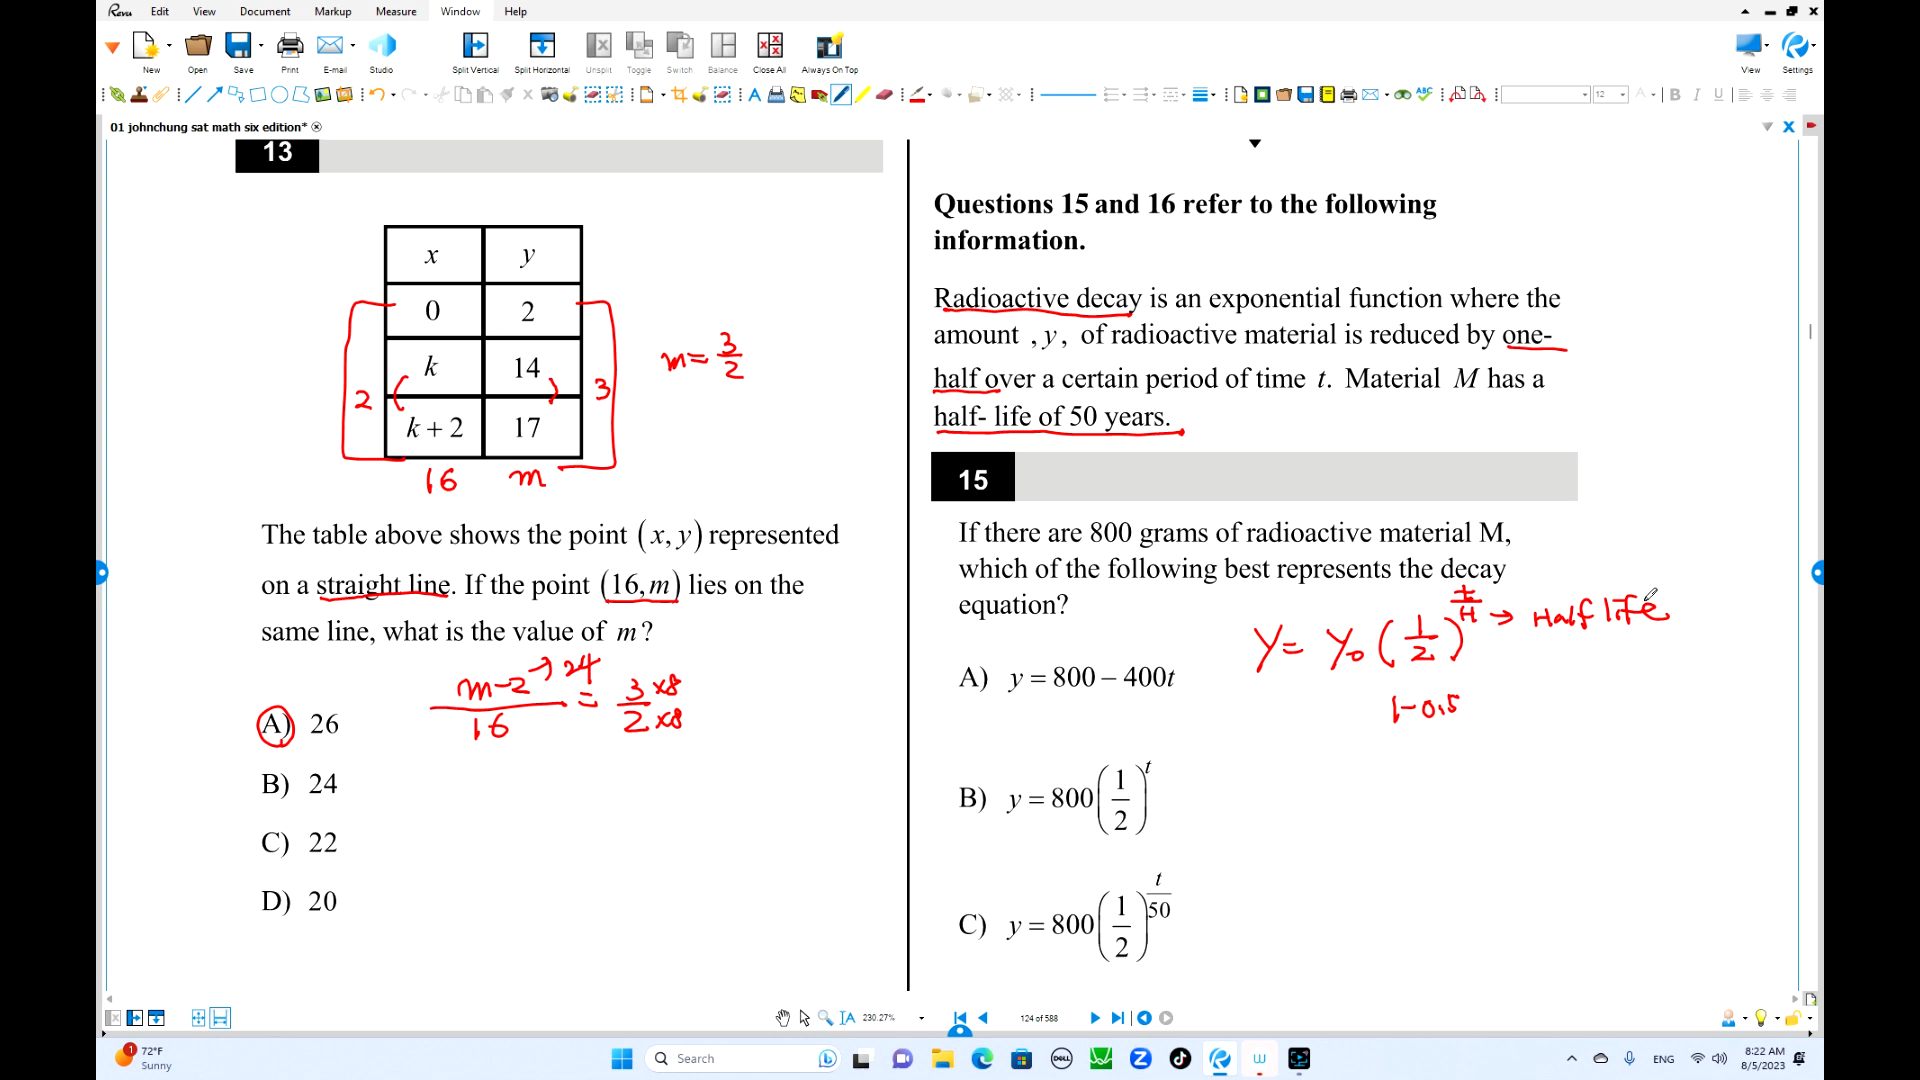 Revu Edit View Document Markup Measure Window Help
New Open Save Print E-mail Studio Split Vertical Split Horizontal Unsplit Toggle Switch Balance Close All Always On Top View Settings
12
01 johnchung sat math six edition*
13
x y
0 2
k 14
k + 2 17
2
3
m = 3/2
16 m
The table above shows the point (x, y) represented
on a straight line. If the point (16, m) lies on the
same line, what is the value of m?
m-2 → 24
16
= 3 x8
2 x8
A) 26
B) 24
C) 22
D) 20
Questions 15 and 16 refer to the following
information.
Radioactive decay is an exponential function where the
amount , y, of radioactive material is reduced by one-
half over a certain period of time t. Material M has a
half- life of 50 years.
15
If there are 800 grams of radioactive material M,
which of the following best represents the decay
equation?
y = y₀ (1/2)^(t/H) → Half life
1-0.5
A) y = 800 – 400t
B) y = 800(1/2)^t
C) y = 800(1/2)^(t/50)
230.27%
124 of 588
1
72°F
Sunny
Search
DELL
ENG
8:22 AM
8/5/2023